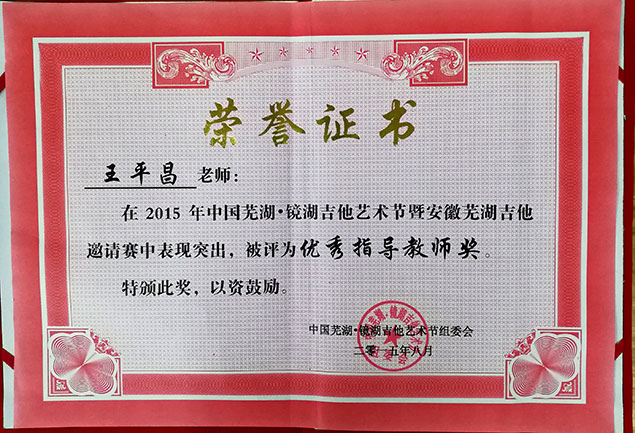 荣誉证书
王平昌 老师：
在 2015 年中国芜湖·镜湖吉他艺术节暨安徽芜湖吉他
邀请赛中表现突出，被评为优秀指导教师奖。
特颁此奖，以资鼓励。
中国芜湖·镜湖吉他艺术节组委会
二零一五年八月